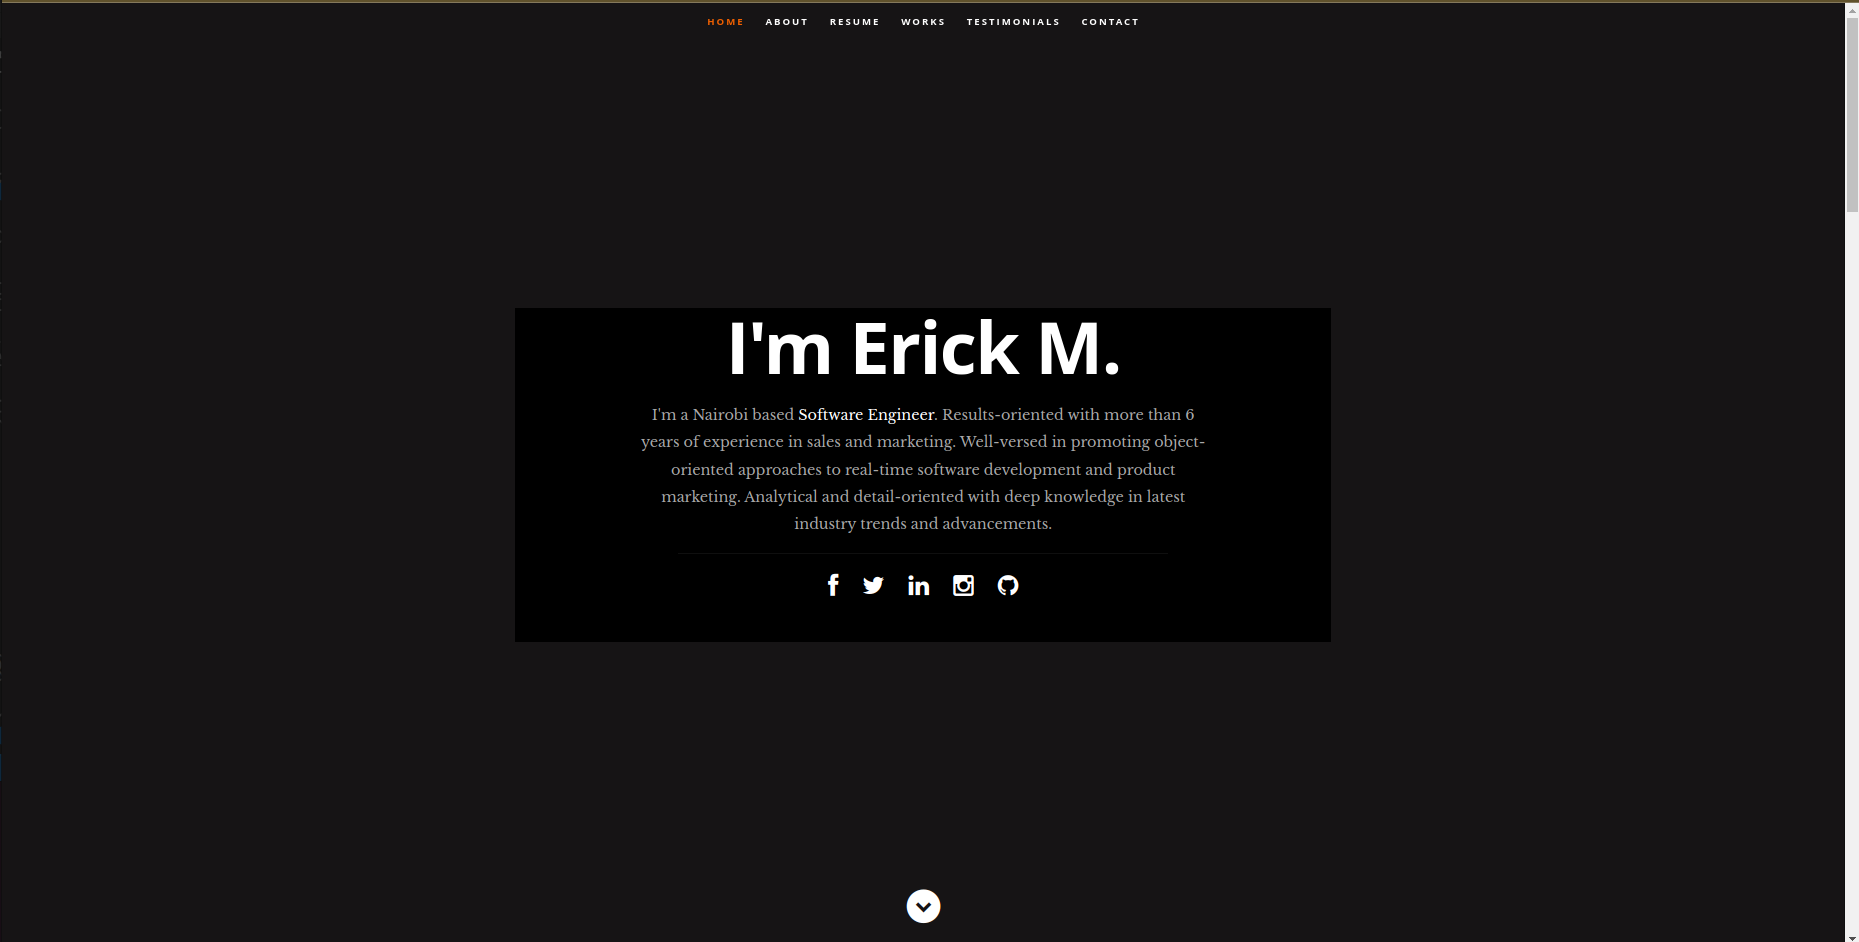 HOME ABOUT RESUME WORKS TESTIMONIALS CONTACT
I'm Erick M.
I'm a Nairobi based Software Engineer. Results-oriented with more than 6
years of experience in sales and marketing. Well-versed in promoting object-
oriented approaches to real-time software development and product
marketing. Analytical and detail-oriented with deep knowledge in latest
industry trends and advancements.